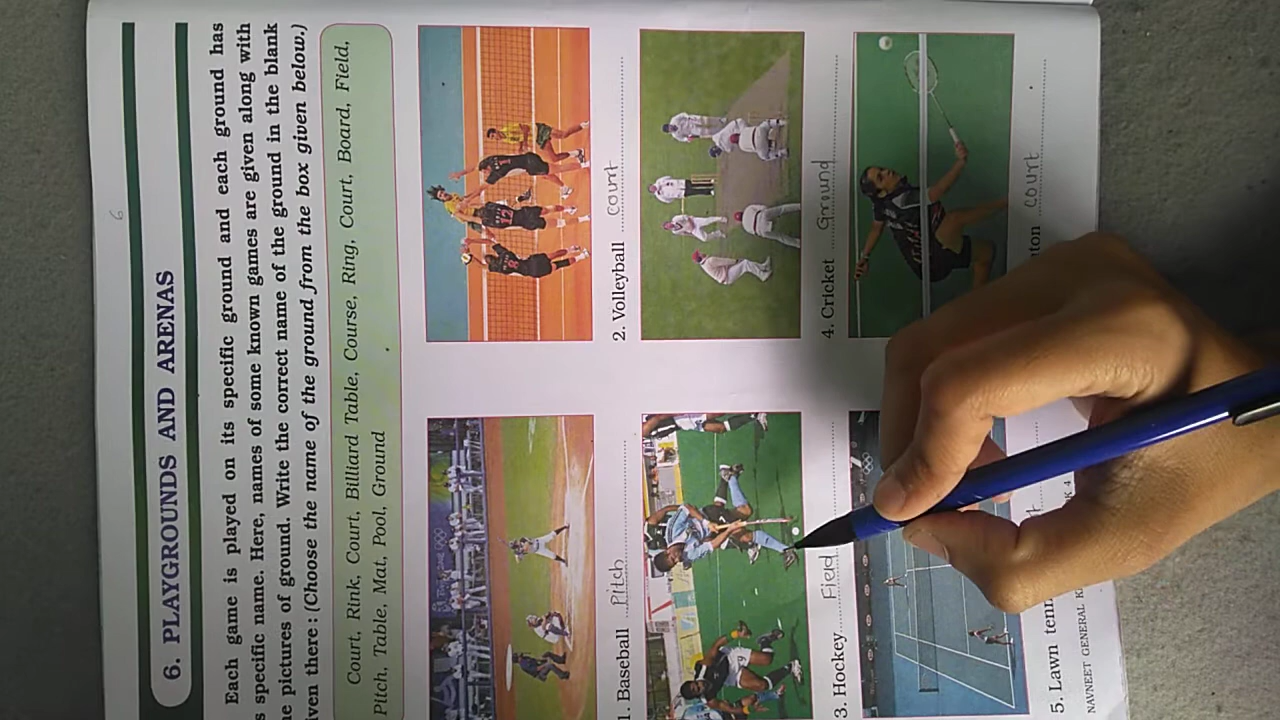 6
6. PLAYGROUNDS AND ARENAS
Each game is played on its specific ground and each ground has
specific name. Here, names of some known games are given along with
pictures of ground. Write the correct name of the ground in the blank
there : (Choose the name of the ground from the box given below.)
Court, Rink, Court, Billiard Table, Course, Ring, Court, Board, Field,
Pitch, Table, Mat, Pool, Ground
1. Baseball Pitch
2. Volleyball court
3. Hockey Field
4. Cricket Ground
5. Lawn
court
NAVNEET GENERAL